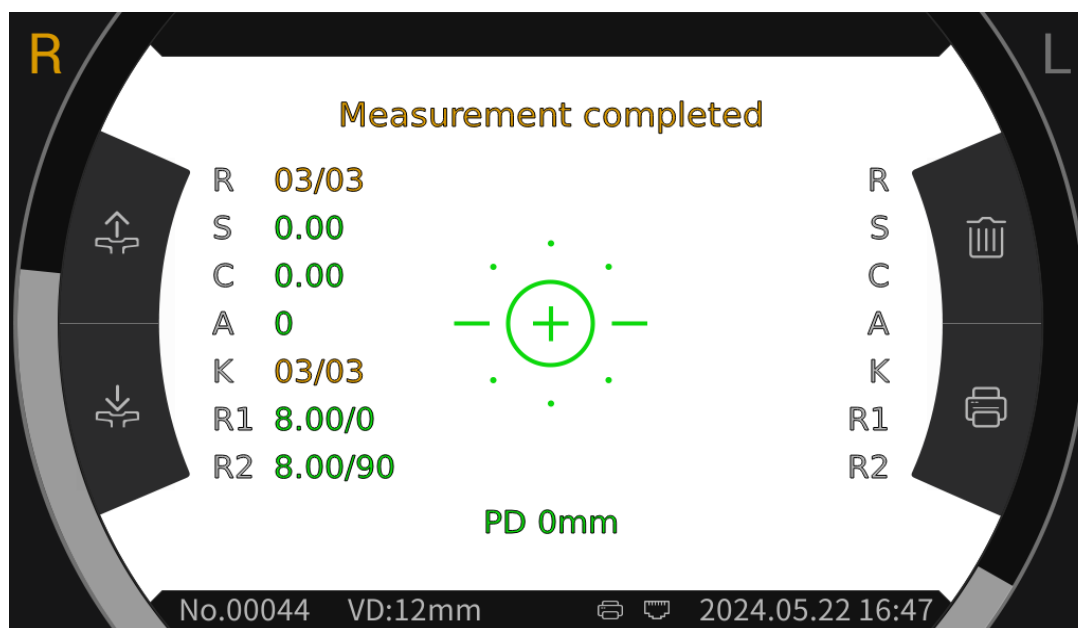 R L
Measurement completed
R 03/03 R
S 0.00 S
C 0.00 C
A 0 A
K 03/03 K
R1 8.00/0 R1
R2 8.00/90 R2
PD 0mm
No.00044 VD:12mm 2024.05.22 16:47